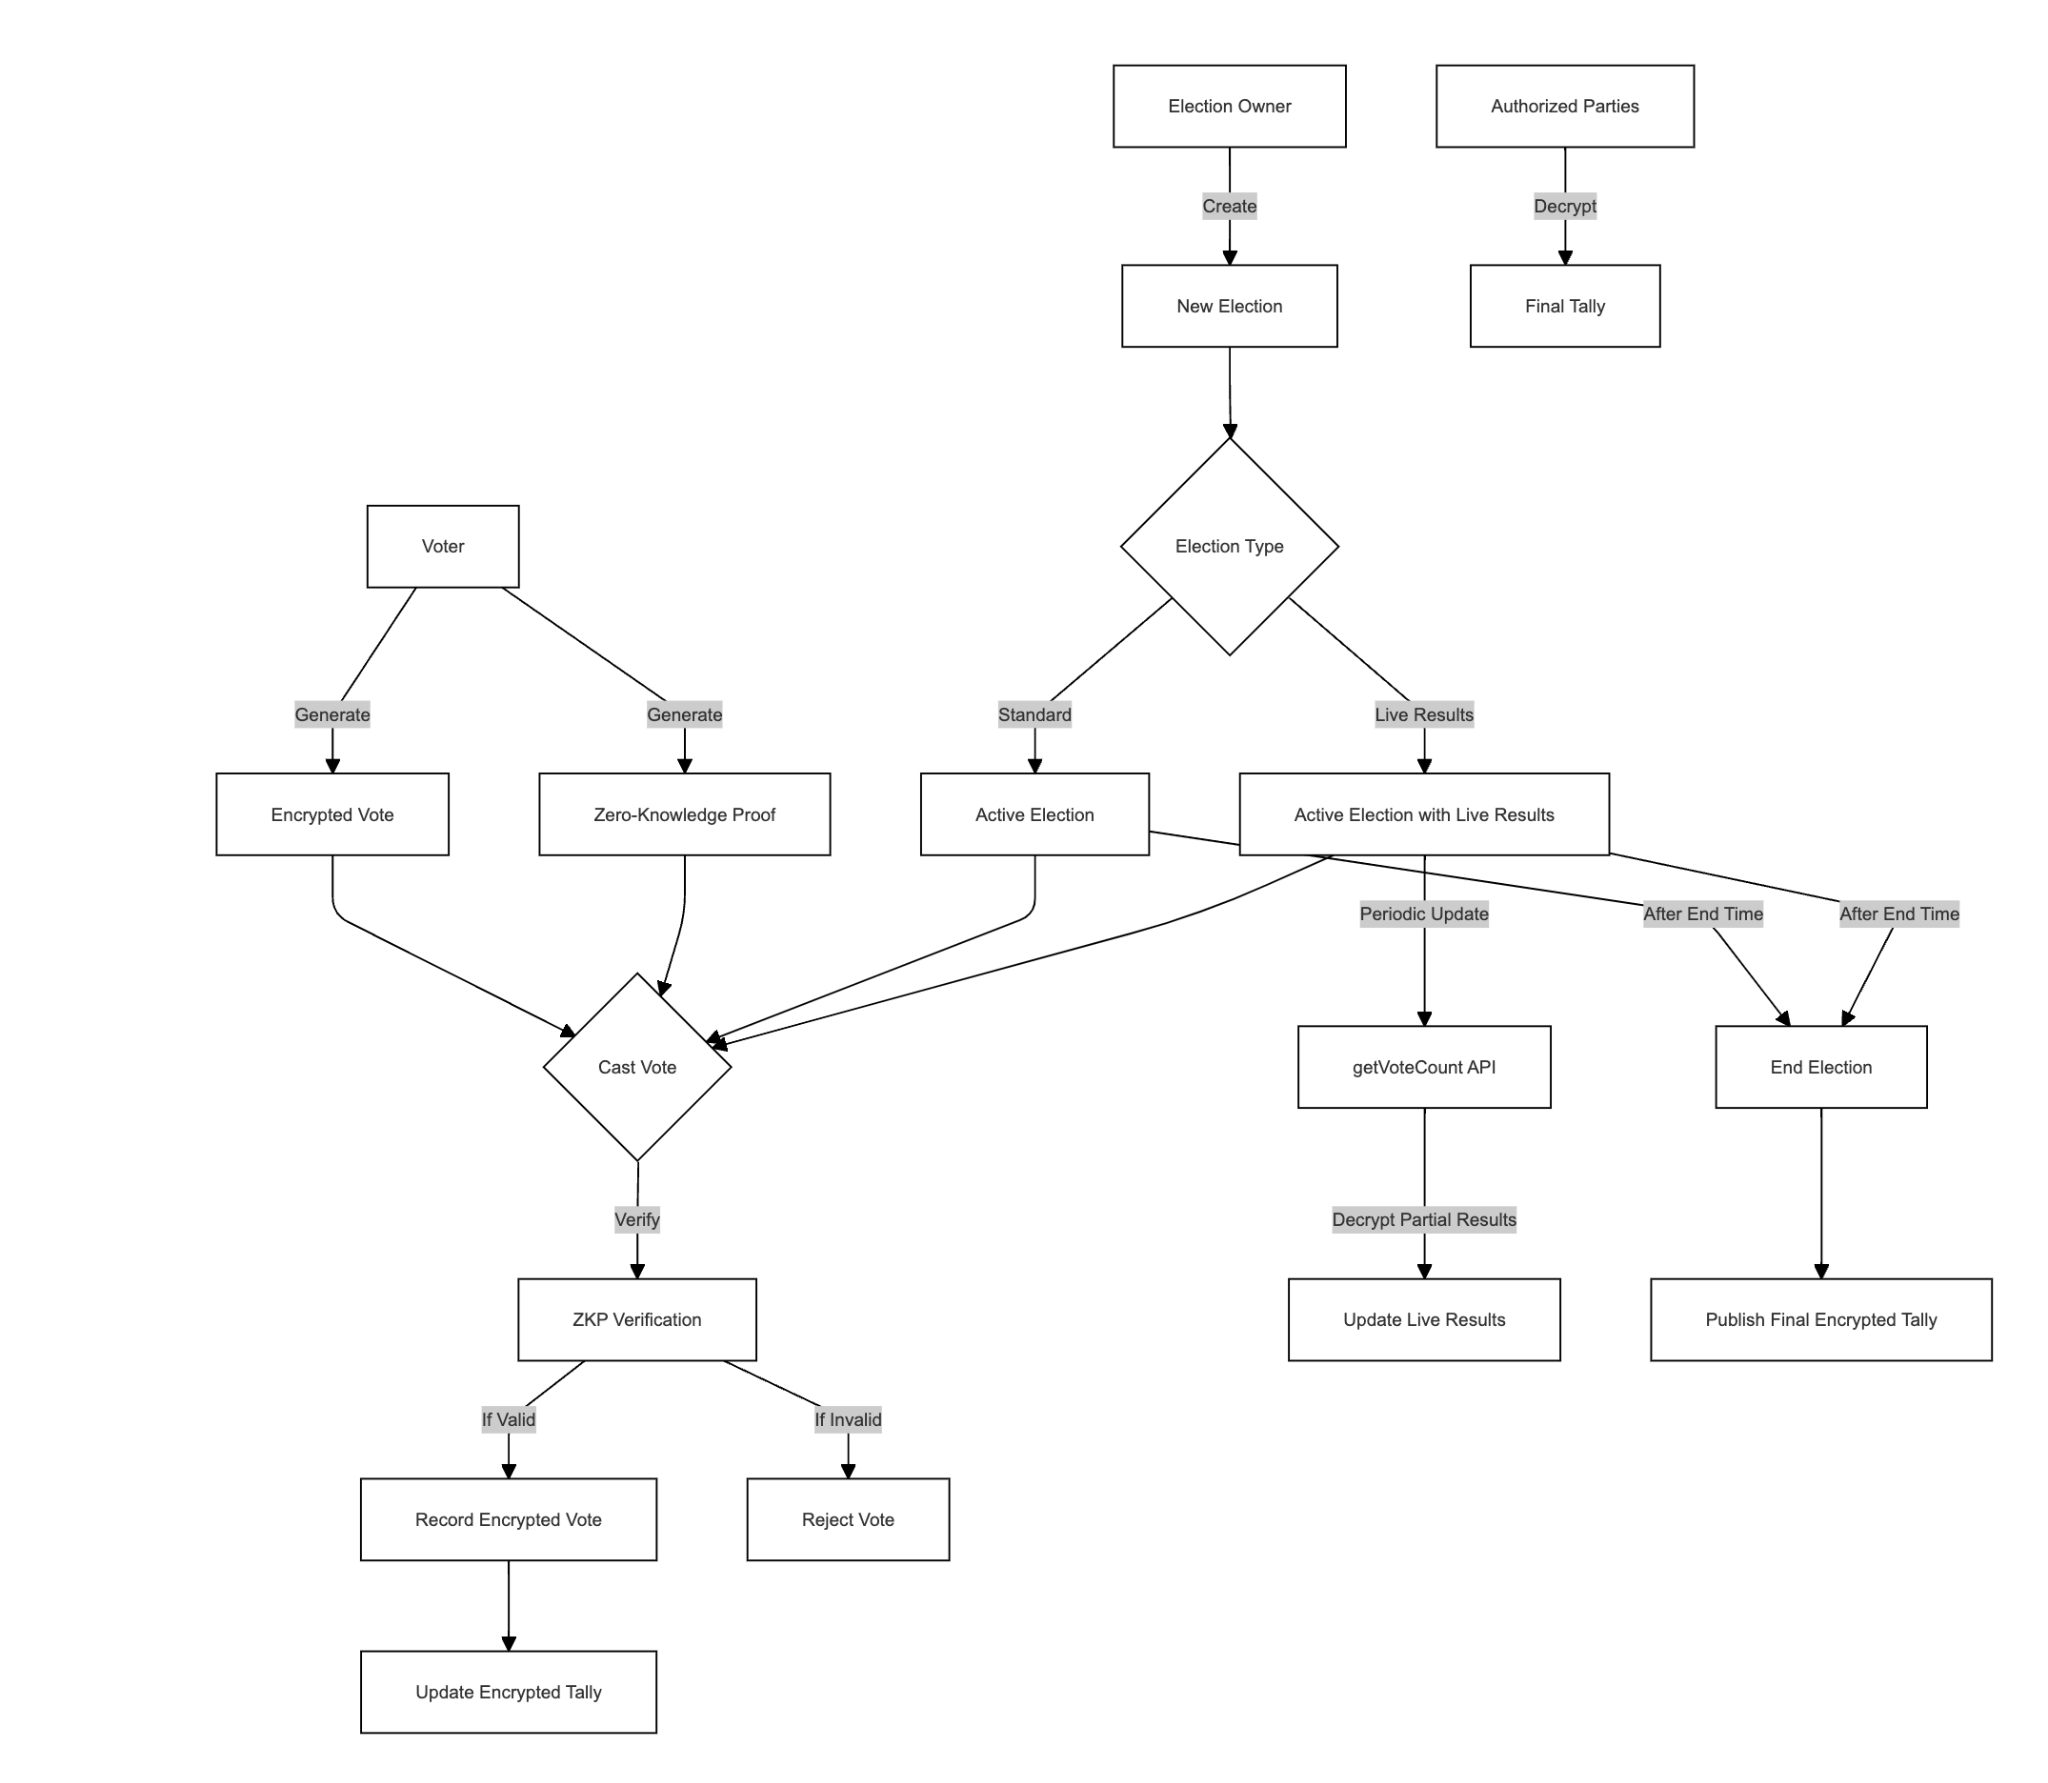 Election Owner
Authorized Parties
Create
Decrypt
New Election
Final Tally
Voter
Election Type
Generate
Generate
Standard
Live Results
Encrypted Vote
Zero-Knowledge Proof
Active Election
Active Election with Live Results
Periodic Update
After End Time
After End Time
Cast Vote
getVoteCount API
End Election
Verify
Decrypt Partial Results
ZKP Verification
Update Live Results
Publish Final Encrypted Tally
If Valid
If Invalid
Record Encrypted Vote
Reject Vote
Update Encrypted Tally